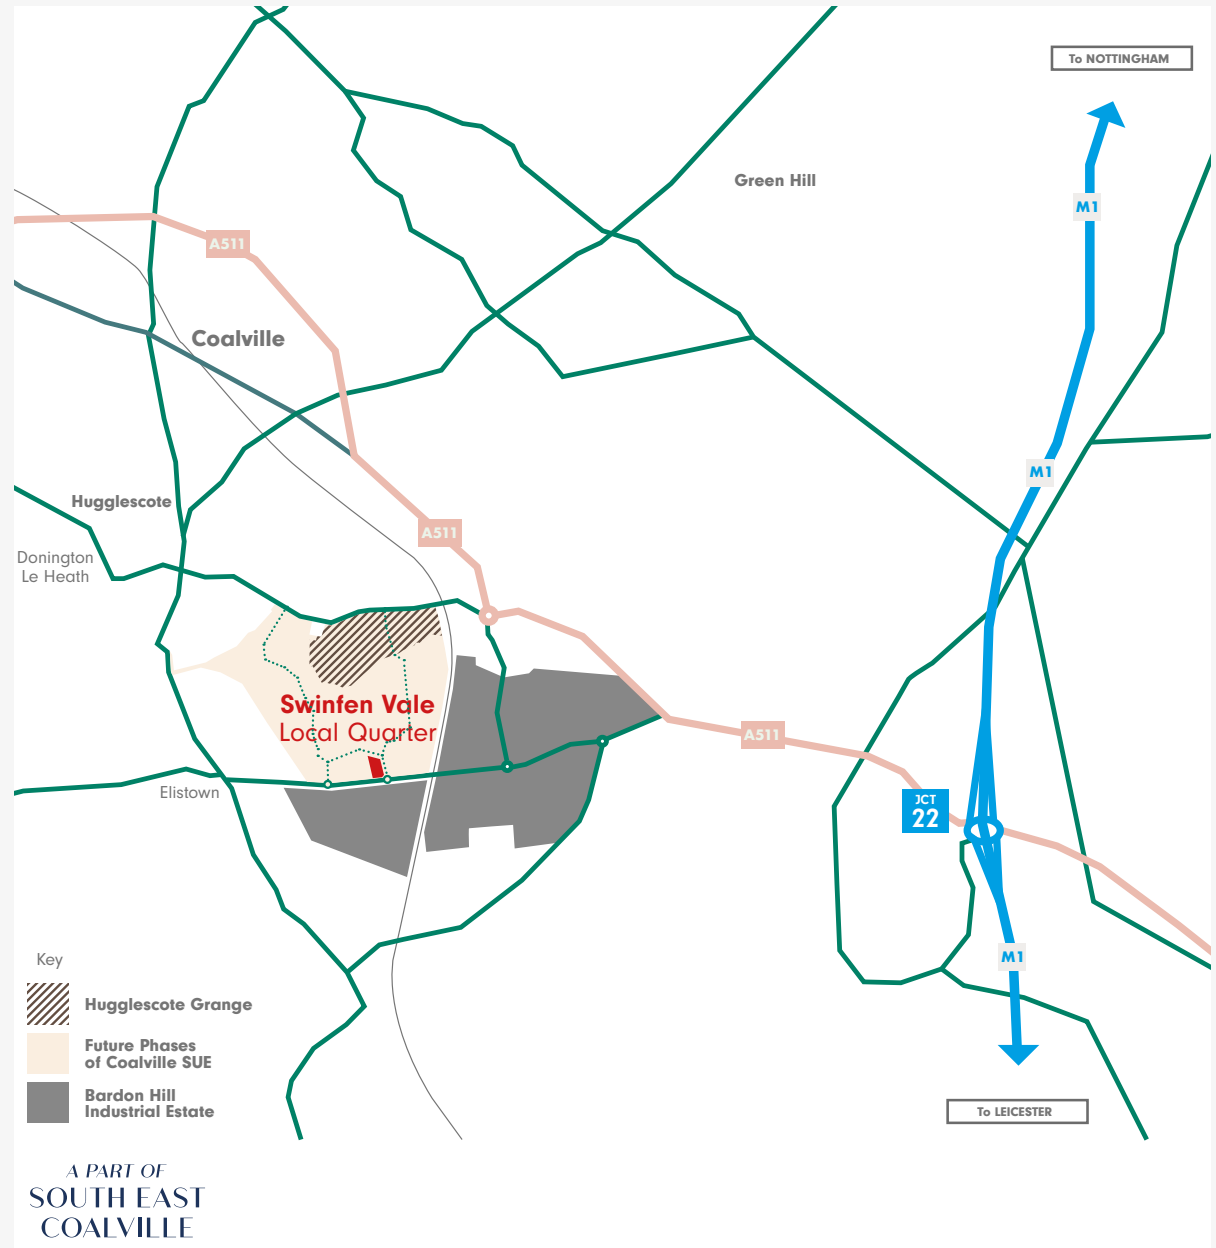 To NOTTINGHAM
Green Hill
M1
A511
Coalville
M1
Hugglescote
A511
Donington
Le Heath
Swinfen Vale
Local Quarter
A511
Elistown
JCT
22
M1
Key
Hugglescote Grange
Future Phases
of Coalville SUE
Bardon Hill
Industrial Estate
To LEICESTER
A PART OF
SOUTH EAST
COALVILLE